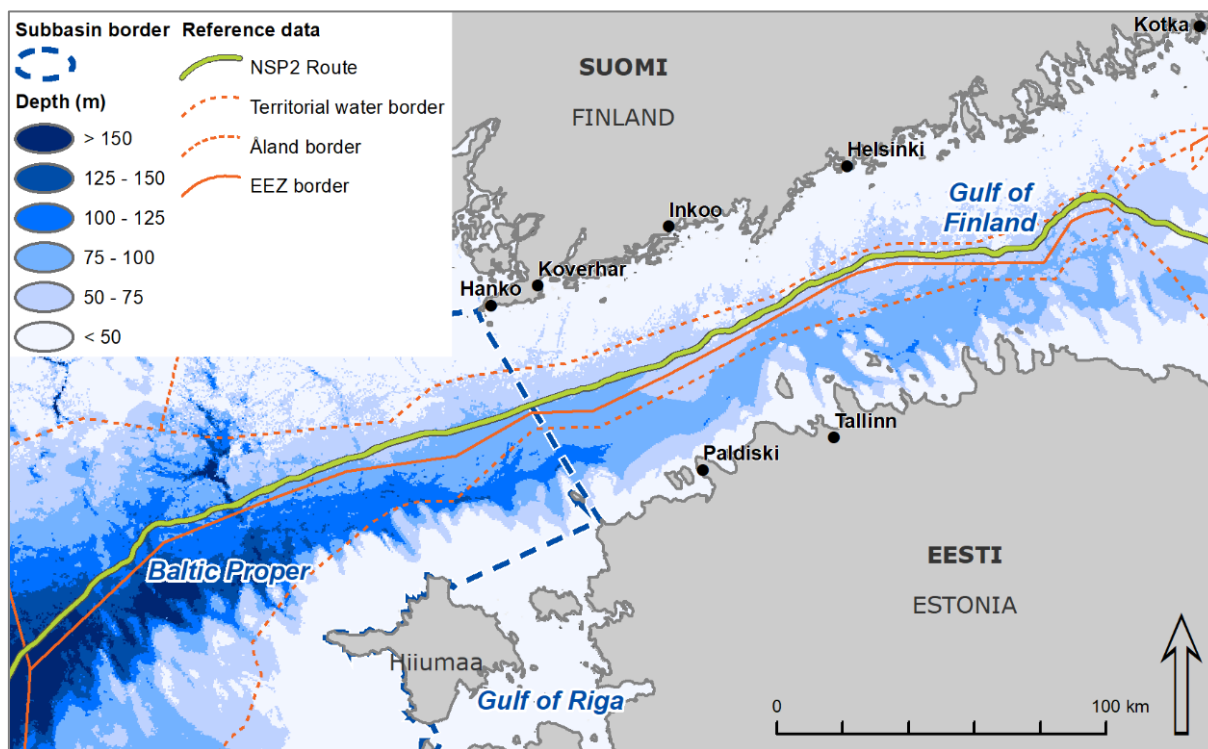 Subbasin border
Reference data
NSP2 Route
Territorial water border
Åland border
EEZ border
Depth (m)
> 150
125 - 150
100 - 125
75 - 100
50 - 75
< 50
Kotka
SUOMI
FINLAND
Helsinki
Gulf of
Finland
Inkoo
Koverhar
Hanko
Tallinn
Paldiski
Baltic Proper
EESTI
ESTONIA
Hiiumaa
Gulf of Riga
0
100 km